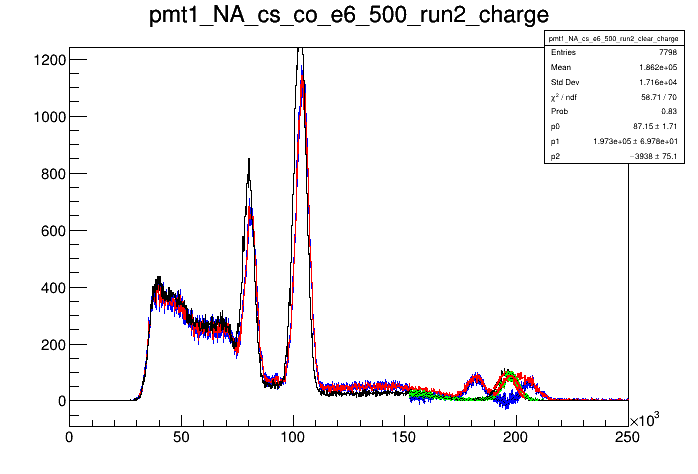 pmt1_NA_cs_co_e6_500_run2_charge
pmt1_NA_cs_e6_500_run2_clear_charge
Entries 7798
Mean 1.862e+05
Std Dev 1.716e+04
χ² / ndf 58.71 / 70
Prob 0.83
p0 87.15 ± 1.71
p1 1.973e+05 ± 6.978e+01
p2 −3938 ± 75.1
1200
1000
800
600
400
200
0
0 50 100 150 200 250
×10³